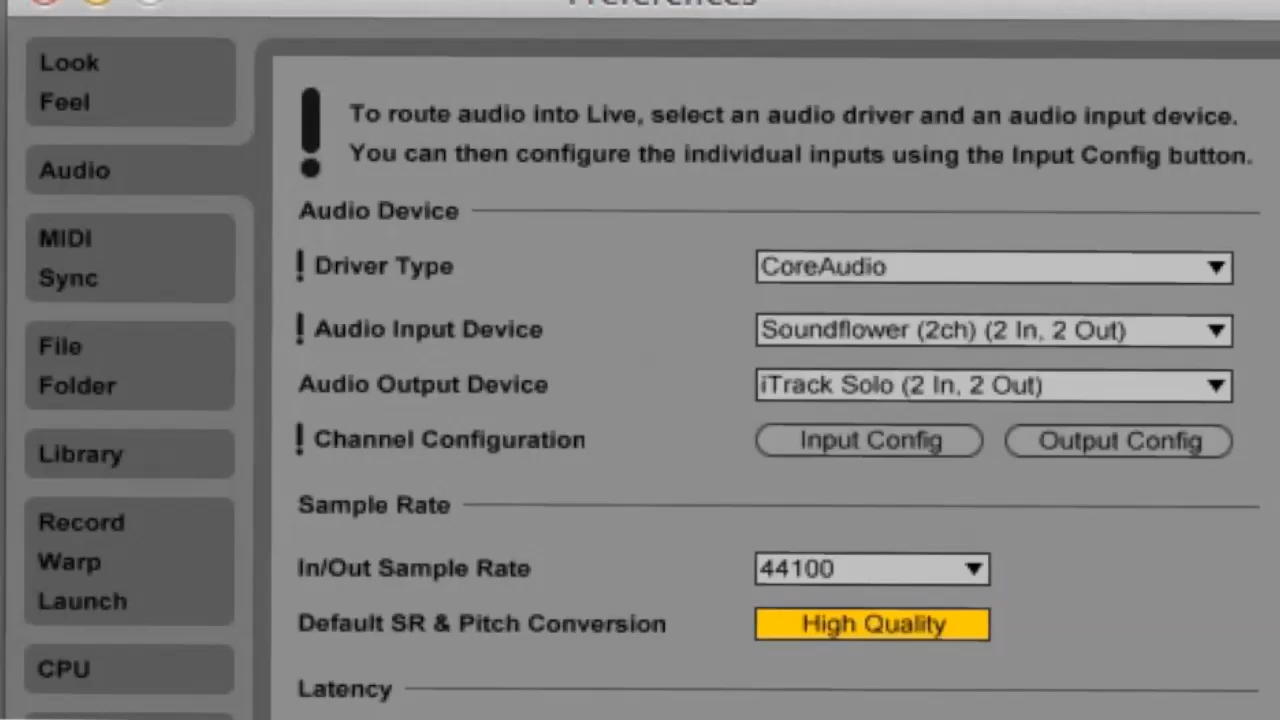 Preferences
Look
Feel
Audio
MIDI
Sync
File
Folder
Library
Record
Warp
Launch
CPU
To route audio into Live, select an audio driver and an audio input device.
You can then configure the individual inputs using the Input Config button.
Audio Device
Driver Type CoreAudio
Audio Input Device Soundflower (2ch) (2 In, 2 Out)
Audio Output Device iTrack Solo (2 In, 2 Out)
Channel Configuration Input Config Output Config
Sample Rate
In/Out Sample Rate 44100
Default SR & Pitch Conversion High Quality
Latency